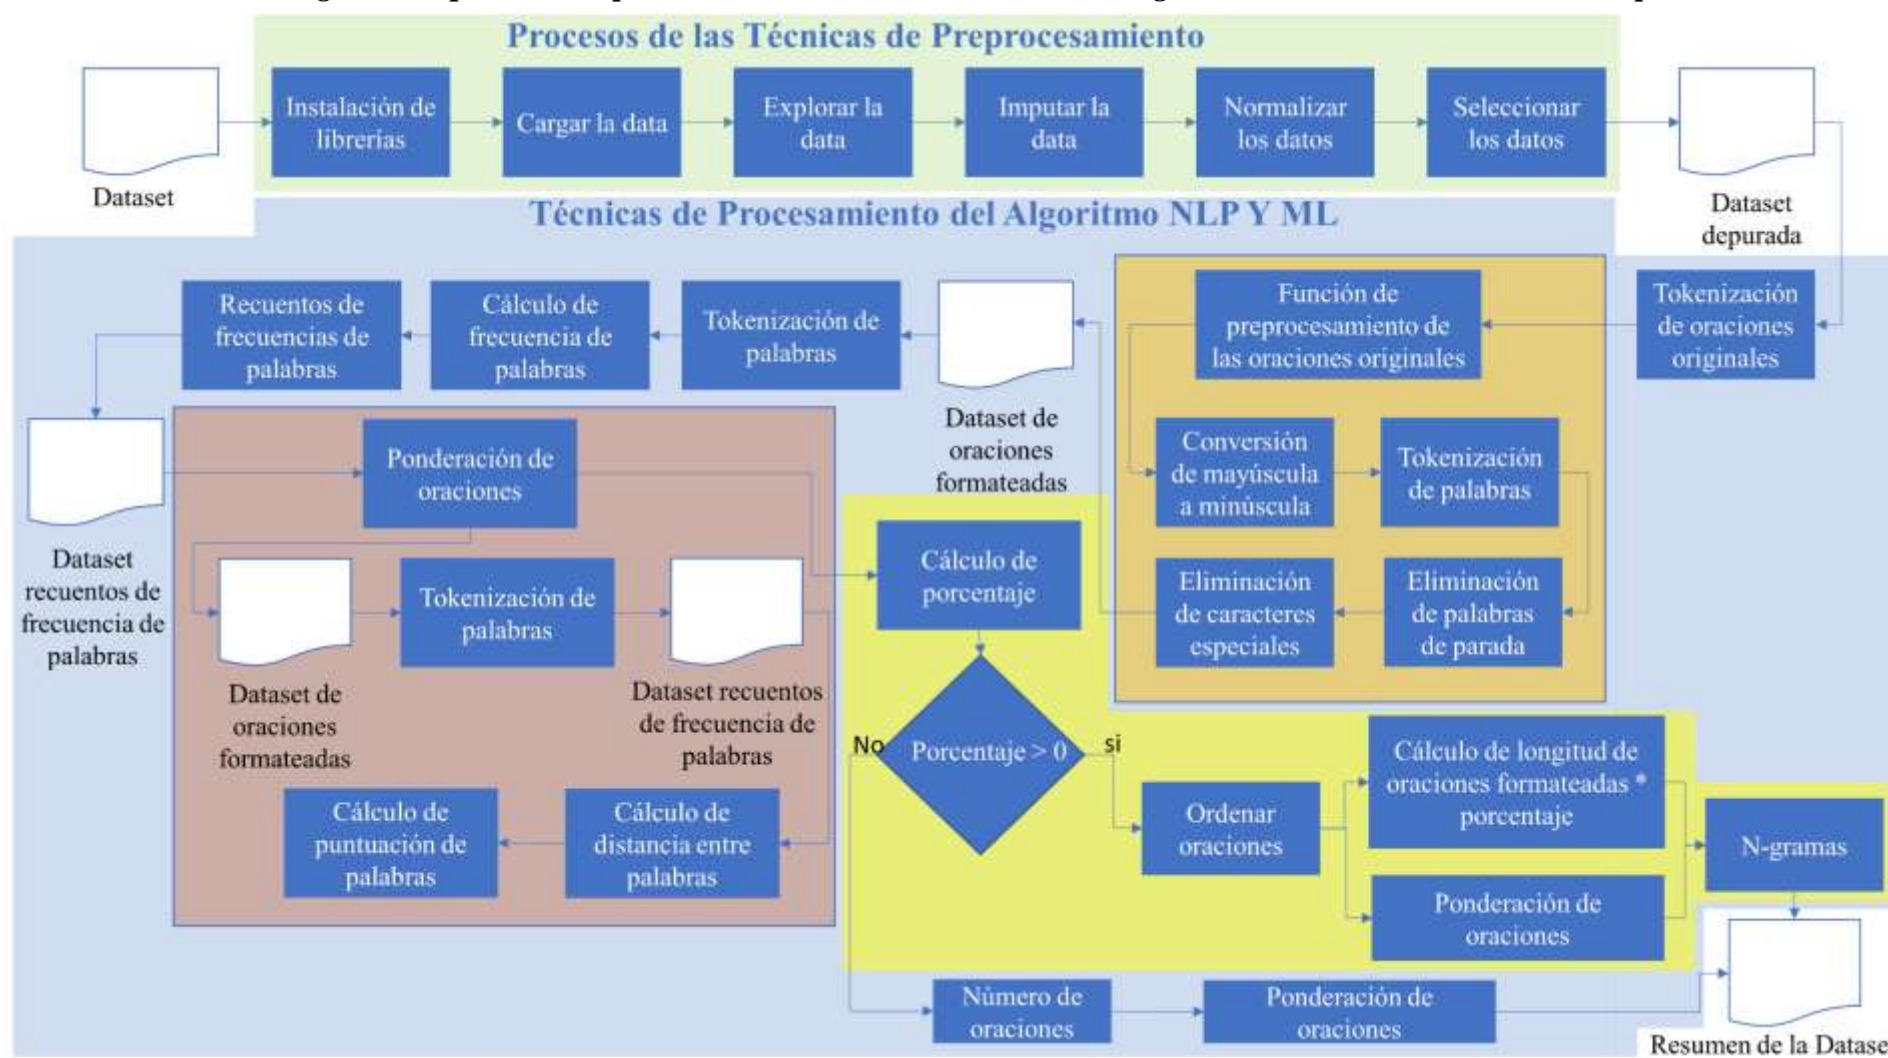 Procesos de las Técnicas de Preprocesamiento
Dataset
Instalación de
librerías
Cargar la data
Explorar la
data
Imputar la
data
Normalizar
los datos
Seleccionar
los datos
Dataset
depurada
Técnicas de Procesamiento del Algoritmo NLP Y ML
Tokenización
de oraciones
originales
Función de
preprocesamiento de
las oraciones originales
Conversión
de mayúscula
a minúscula
Tokenización
de palabras
Eliminación
de palabras
de parada
Eliminación
de caracteres
especiales
Dataset de
oraciones
formateadas
Tokenización de
palabras
Cálculo de
frecuencia de
palabras
Recuentos de
frecuencias de
palabras
Dataset
recuentos de
frecuencia de
palabras
Ponderación de
oraciones
Dataset de
oraciones
formateadas
Tokenización de
palabras
Dataset recuentos
de frecuencia de
palabras
Cálculo de
distancia entre
palabras
Cálculo de
puntuación de
palabras
Cálculo de
porcentaje
Porcentaje > 0
No
si
Ordenar
oraciones
Cálculo de longitud de
oraciones formateadas *
porcentaje
Ponderación de
oraciones
N-gramas
Número de
oraciones
Ponderación de
oraciones
Resumen de la Datase